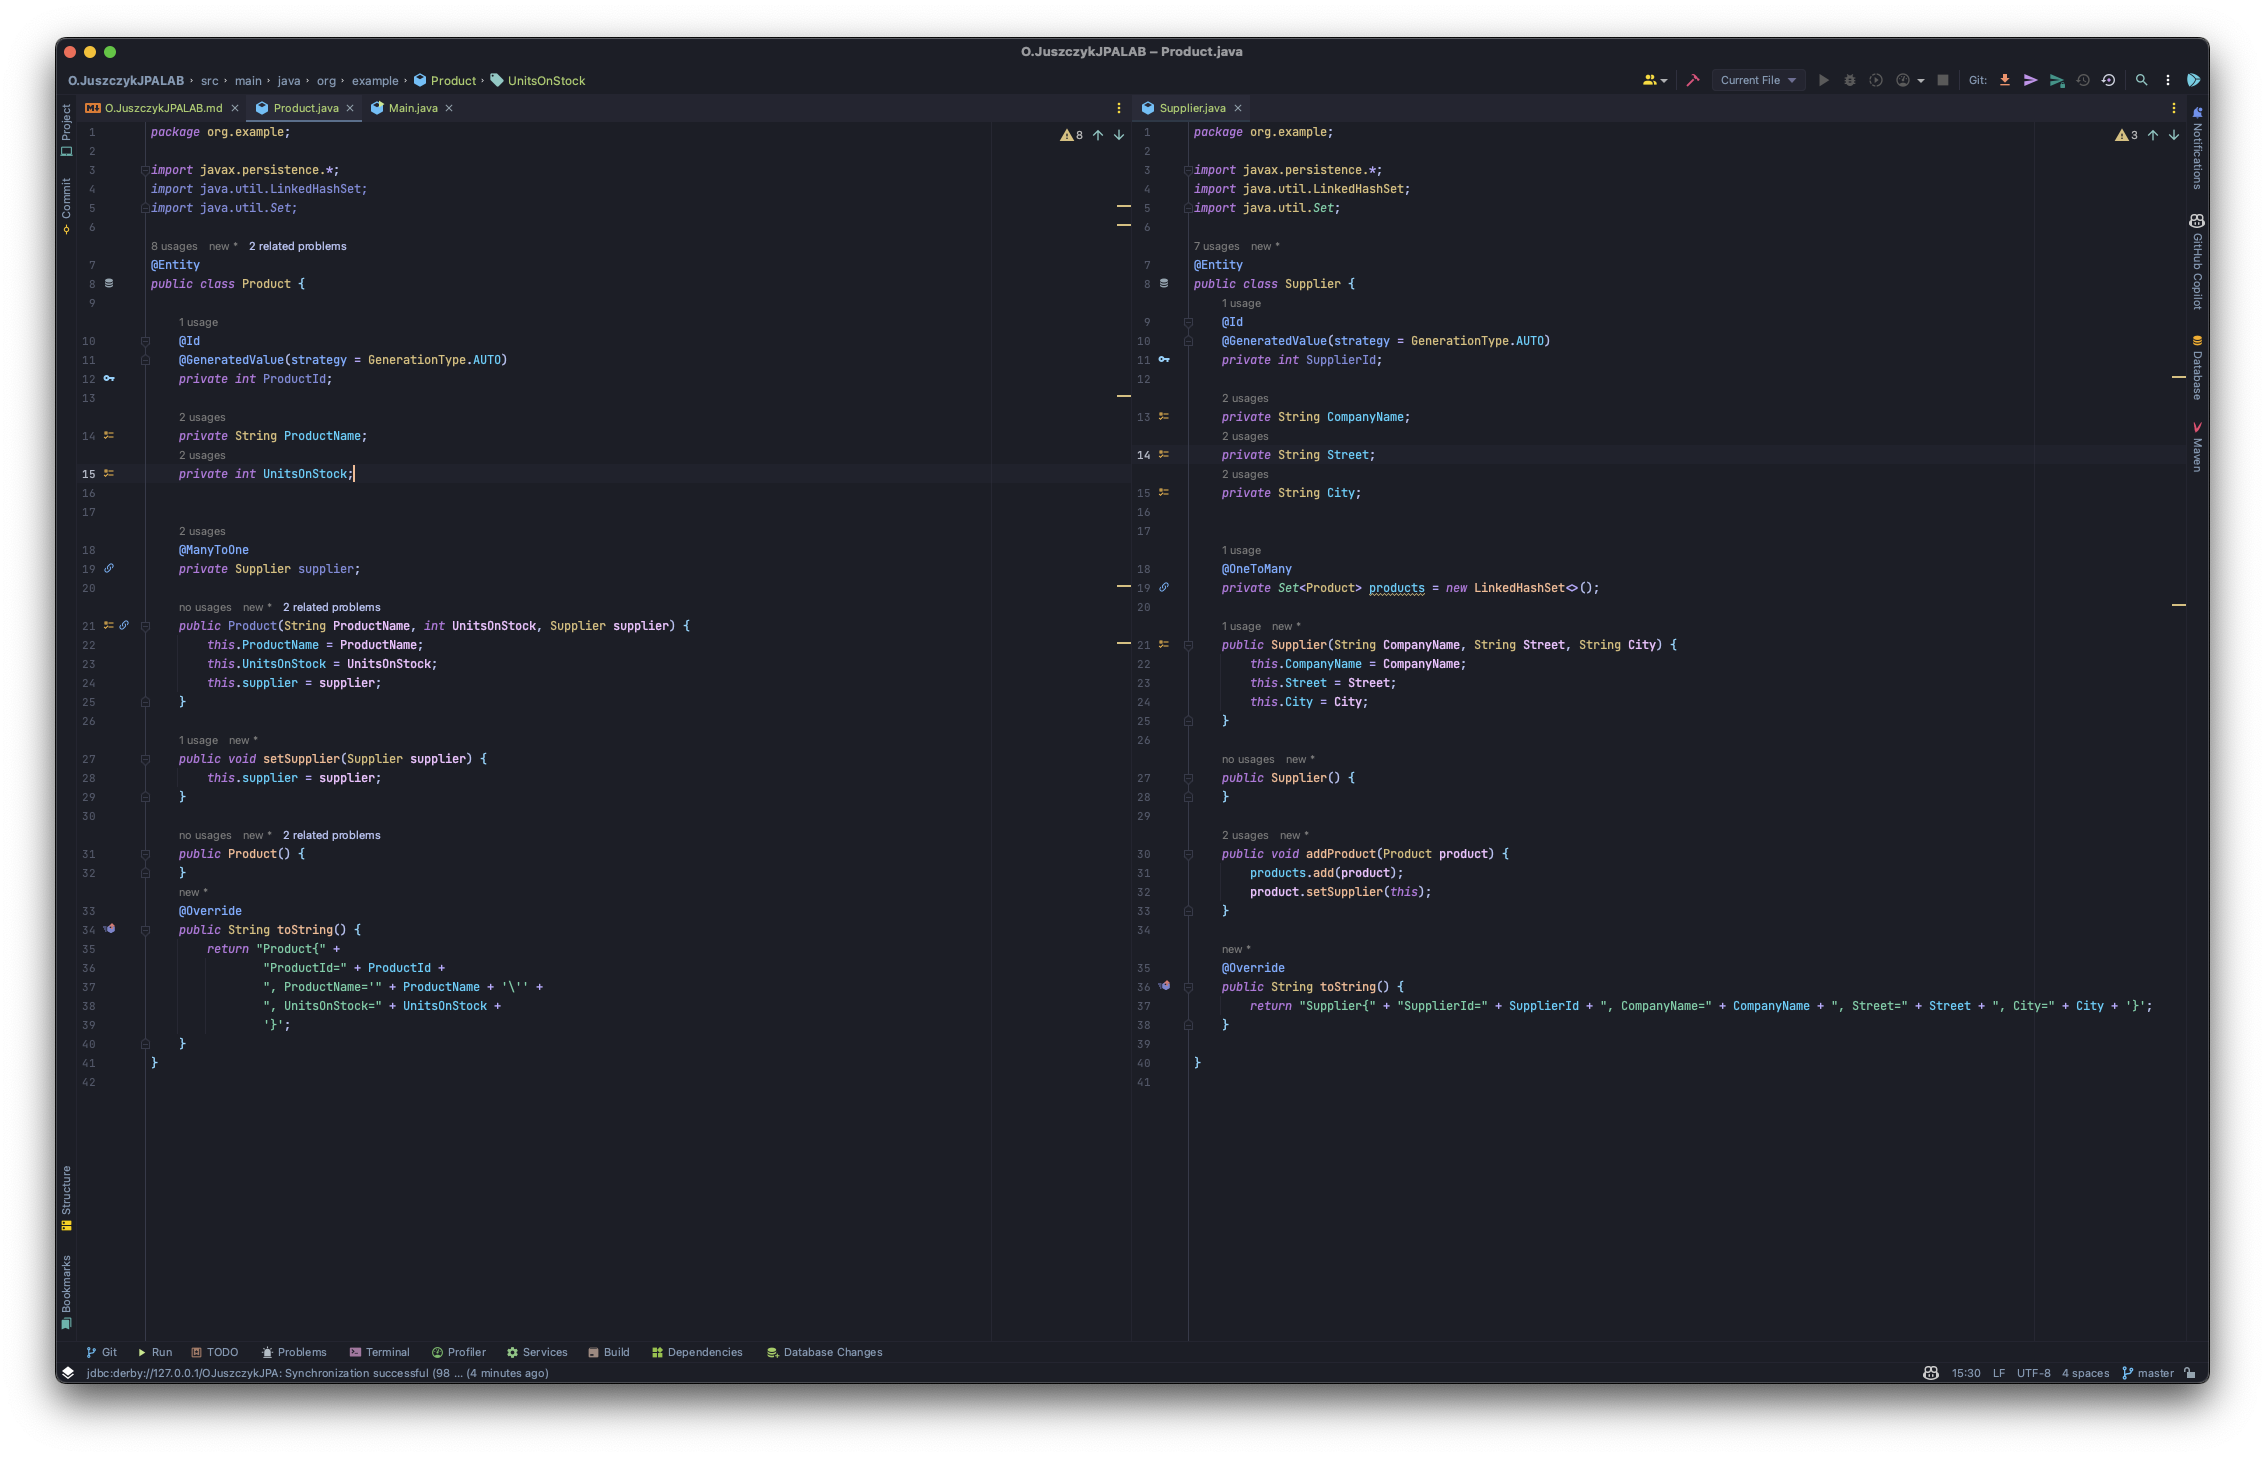 O.JuszczykJPALAB – Product.java
O.JuszczykJPALAB › src › main › java › org › example › Product › UnitsOnStock
Current File
Git:
Project
Commit
Structure
Bookmarks
O.JuszczykJPALAB.md
Product.java
Main.java
8
1 package org.example;
2
3 import javax.persistence.*;
4 import java.util.LinkedHashSet;
5 import java.util.Set;
6
8 usages new * 2 related problems
7 @Entity
8 public class Product {
9
1 usage
10 @Id
11 @GeneratedValue(strategy = GenerationType.AUTO)
12 private int ProductId;
13
2 usages
14 private String ProductName;
2 usages
15 private int UnitsOnStock;
16
17
2 usages
18 @ManyToOne
19 private Supplier supplier;
20
no usages new * 2 related problems
21 public Product(String ProductName, int UnitsOnStock, Supplier supplier) {
22 this.ProductName = ProductName;
23 this.UnitsOnStock = UnitsOnStock;
24 this.supplier = supplier;
25 }
26
1 usage new *
27 public void setSupplier(Supplier supplier) {
28 this.supplier = supplier;
29 }
30
no usages new * 2 related problems
31 public Product() {
32 }
new *
33 @Override
34 public String toString() {
35 return "Product{" +
36 "ProductId=" + ProductId +
37 ", ProductName='" + ProductName + '\'' +
38 ", UnitsOnStock=" + UnitsOnStock +
39 '}';
40 }
41 }
42
Supplier.java
3
1 package org.example;
2
3 import javax.persistence.*;
4 import java.util.LinkedHashSet;
5 import java.util.Set;
6
7 usages new *
7 @Entity
8 public class Supplier {
1 usage
9 @Id
10 @GeneratedValue(strategy = GenerationType.AUTO)
11 private int SupplierId;
12
2 usages
13 private String CompanyName;
2 usages
14 private String Street;
2 usages
15 private String City;
16
17
1 usage
18 @OneToMany
19 private Set<Product> products = new LinkedHashSet<>();
20
1 usage new *
21 public Supplier(String CompanyName, String Street, String City) {
22 this.CompanyName = CompanyName;
23 this.Street = Street;
24 this.City = City;
25 }
26
no usages new *
27 public Supplier() {
28 }
29
2 usages new *
30 public void addProduct(Product product) {
31 products.add(product);
32 product.setSupplier(this);
33 }
34
new *
35 @Override
36 public String toString() {
37 return "Supplier{" + "SupplierId=" + SupplierId + ", CompanyName=" + CompanyName + ", Street=" + Street + ", City=" + City + '}';
38 }
39
40 }
41
Notifications
GitHub Copilot
Database
Maven
Git Run TODO Problems Terminal Profiler Services Build Dependencies Database Changes
jdbc:derby://127.0.0.1/OJuszczykJPA: Synchronization successful (98 ... (4 minutes ago)
15:30 LF UTF-8 4 spaces master